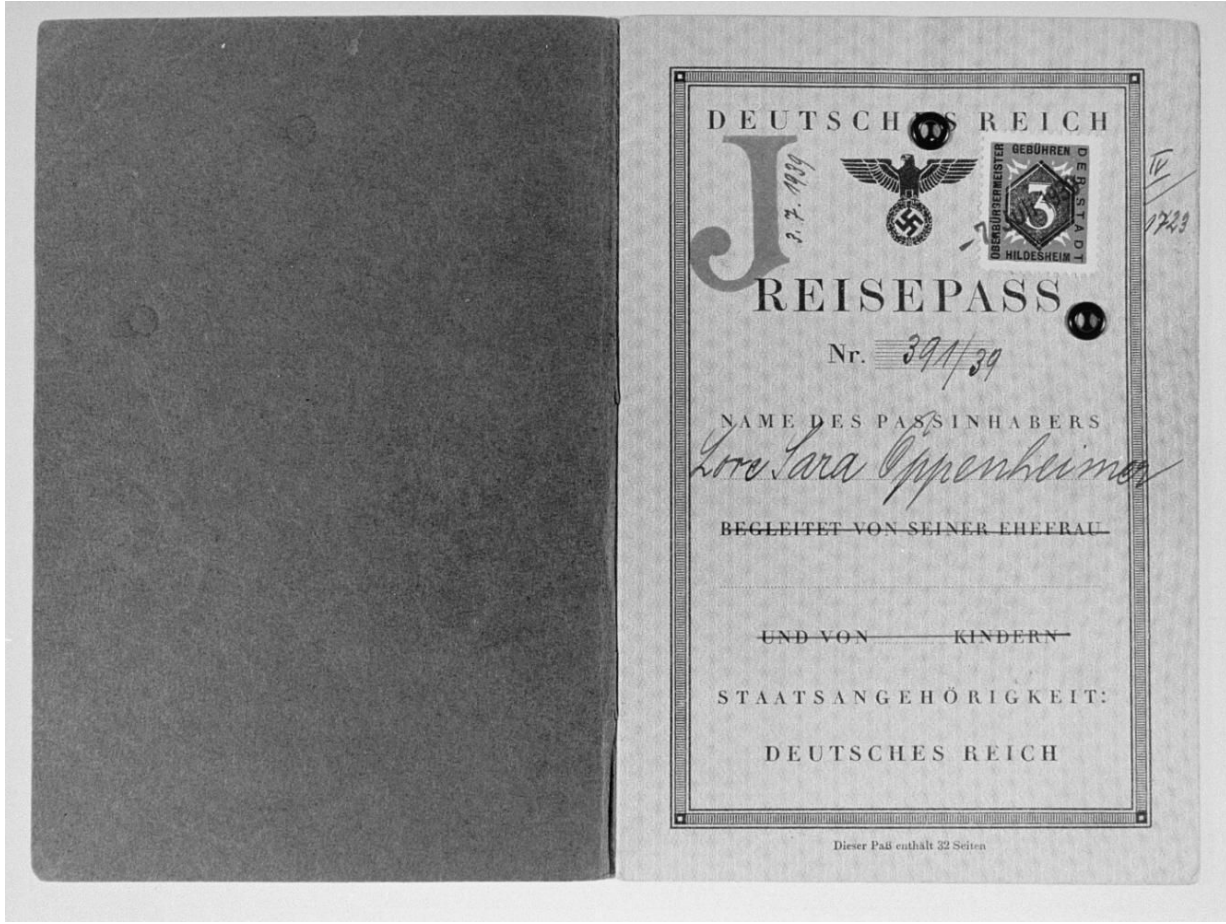 DEUTSCHES REICH
J
3. 7. 1939
GEBÜHREN
OBERBÜRGERMEISTER
DER STADT
3
HILDESHEIM
IV
1723
REISEPASS
Nr. 391/39
NAME DES PASSINHABERS
Lore Sara Oppenheimer
BEGLEITET VON SEINER EHEFRAU
UND VON KINDERN
STAATSANGEHÖRIGKEIT:
DEUTSCHES REICH
Dieser Paß enthält 32 Seiten